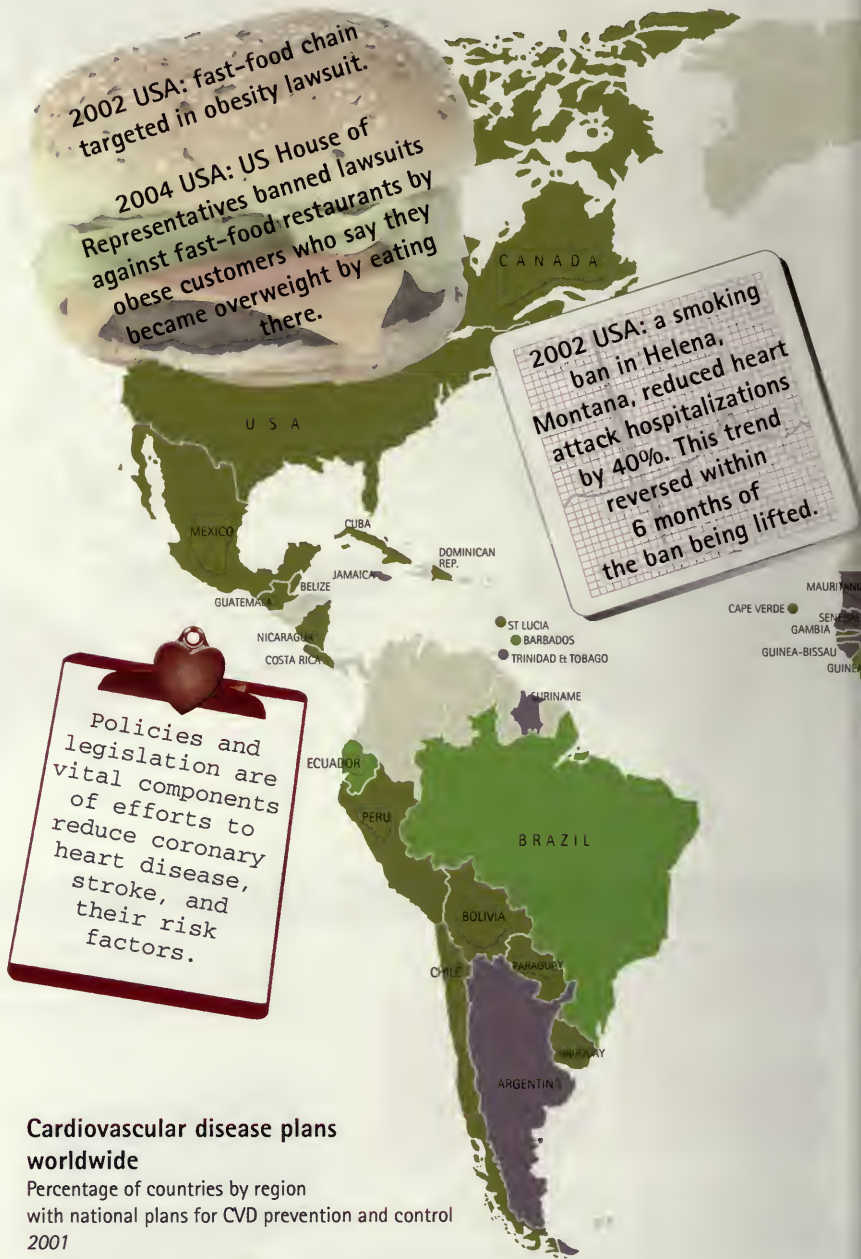 2002 USA: fast-food chain
targeted in obesity lawsuit.
2004 USA: US House of
Representatives banned lawsuits
against fast-food restaurants by
obese customers who say they
became overweight by eating
there.
CANADA
2002 USA: a smoking
ban in Helena,
Montana, reduced heart
attack hospitalizations
by 40%. This trend
reversed within
6 months of
the ban being lifted.
USA
MEXICO
CUBA
DOMINICAN
REP.
JAMAICA
BELIZE
GUATEMALA
NICARAGUA
COSTA RICA
ST LUCIA
BARBADOS
TRINIDAD & TOBAGO
CAPE VERDE
GAMBIA
GUINEA-BISSAU
SURINAME
Policies and
legislation are
vital components
of efforts to
reduce coronary
heart disease,
stroke, and
their risk
factors.
ECUADOR
PERU
BRAZIL
BOLIVIA
CHILE
PARAGUAY
URUGUAY
ARGENTINA
Cardiovascular disease plans
worldwide
Percentage of countries by region
with national plans for CVD prevention and control
2001